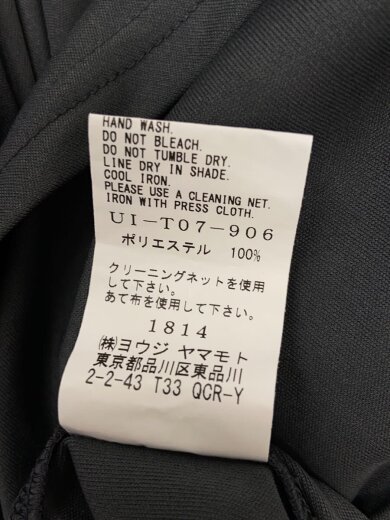 HAND WASH.
DO NOT BLEACH.
DO NOT TUMBLE DRY.
LINE DRY IN SHADE.
COOL IRON.
PLEASE USE A CLEANING NET.
IRON WITH PRESS CLOTH.
UI-T07-906
ポリエステル 100%
クリーニングネットを使用
して下さい。
あて布を使用して下さい。
1814
㈱ヨウジ ヤマモト
東京都品川区東品川
2-2-43 T33 QCR-Y